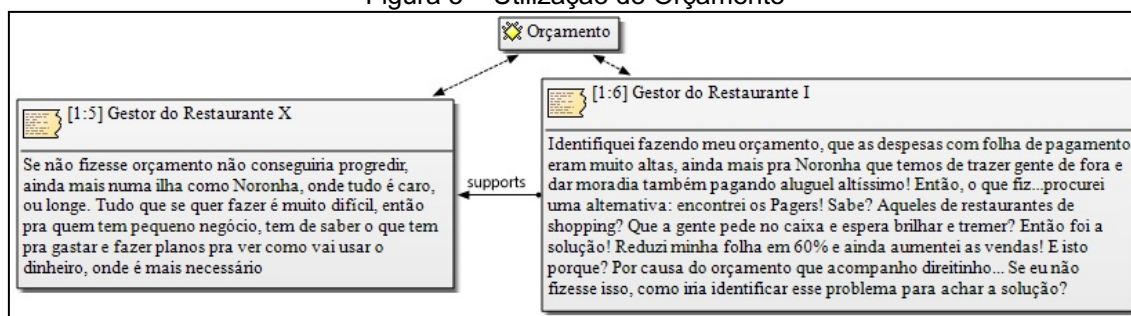 Orçamento
[1:5] Gestor do Restaurante X
Se não fizesse orçamento não conseguiria progredir,
ainda mais numa ilha como Noronha, onde tudo é caro,
ou longe. Tudo que se quer fazer é muito difícil, então
pra quem tem pequeno negócio, tem de saber o que tem
pra gastar e fazer planos pra ver como vai usar o
dinheiro, onde é mais necessário
supports
[1:6] Gestor do Restaurante I
Identifiquei fazendo meu orçamento, que as despesas com folha de pagamento
eram muito altas, ainda mais pra Noronha que temos de trazer gente de fora e
dar moradia também pagando aluguel altíssimo! Então, o que fiz...procurei
uma alternativa: encontrei os Pagers! Sabe? Aqueles de restaurantes de
shopping? Que a gente pede no caixa e espera brilhar e tremer? Então foi a
solução! Reduzi minha folha em 60% e ainda aumentei as vendas! E isto
porque? Por causa do orçamento que acompanho direitinho... Se eu não
fizesse isso, como iria identificar esse problema para achar a solução?